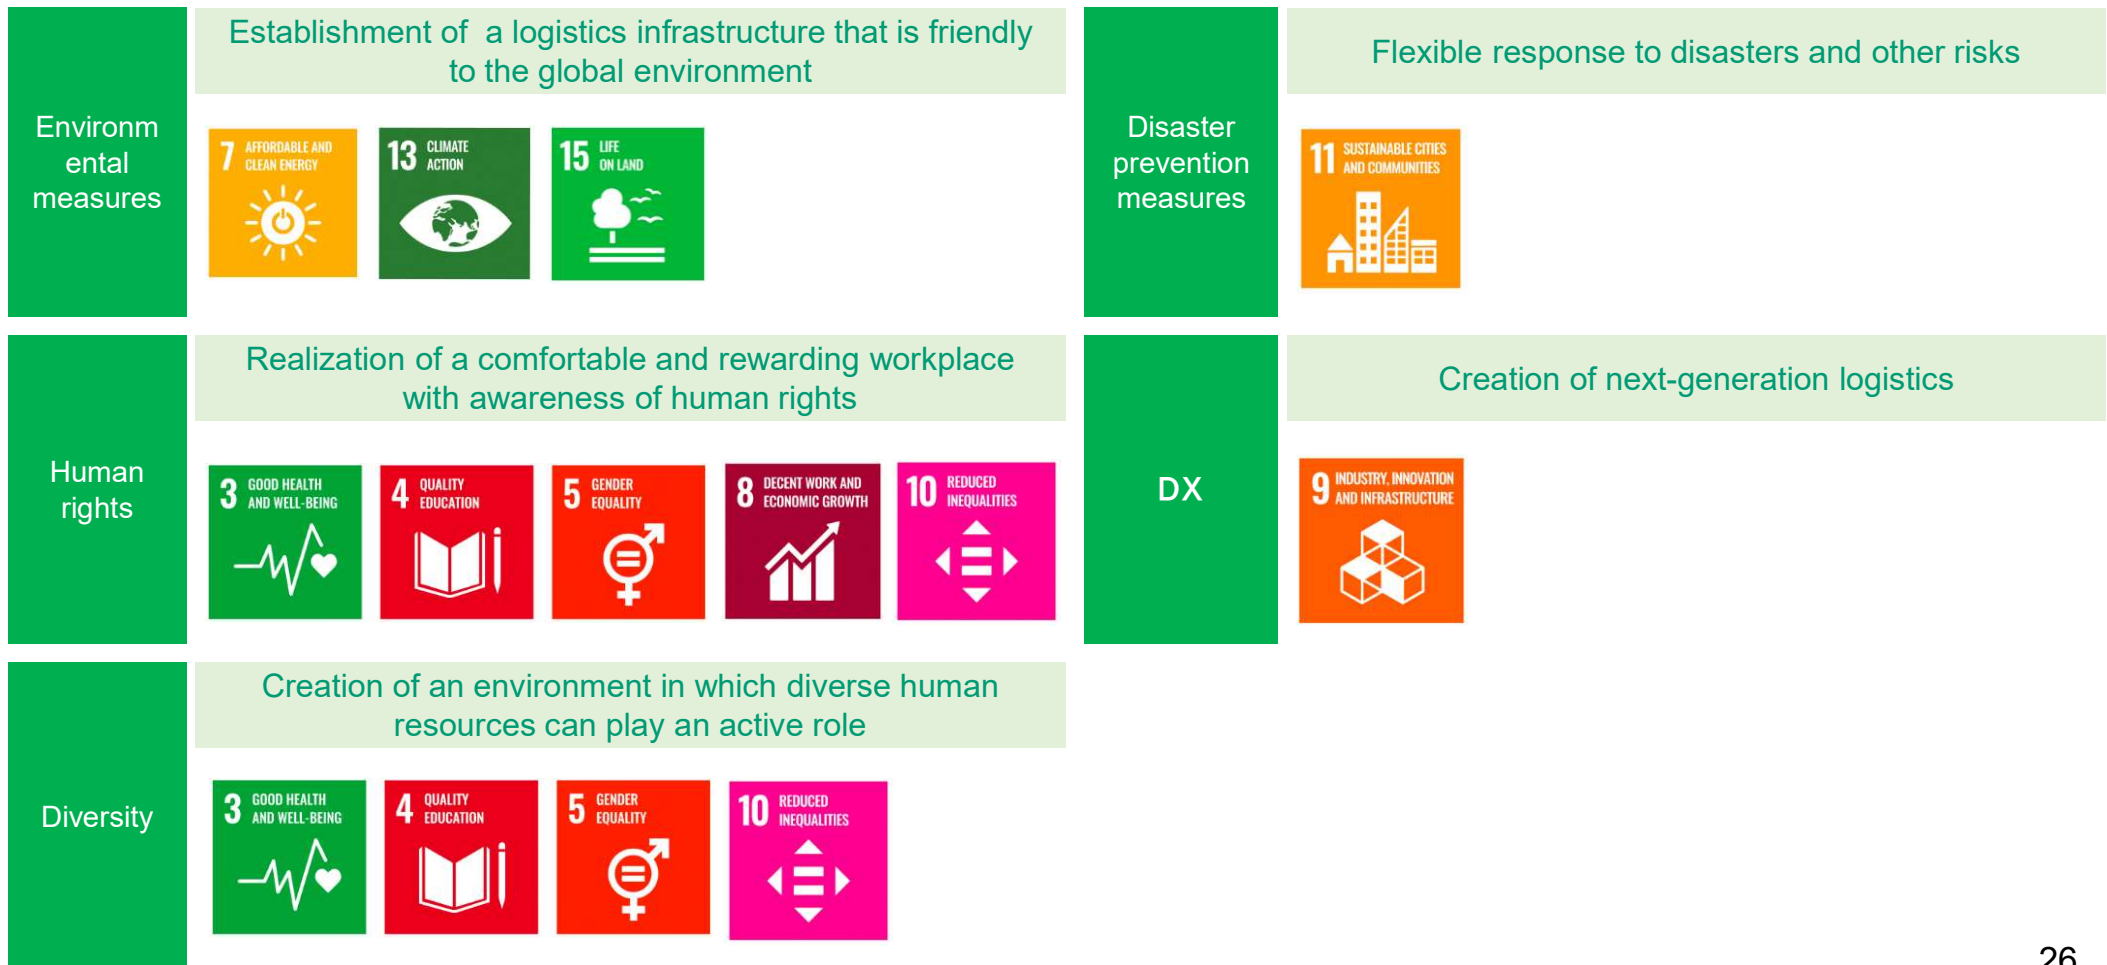 Environm
ental
measures
Establishment of  a logistics infrastructure that is friendly
to the global environment
7 AFFORDABLE AND
CLEAN ENERGY
13 CLIMATE
ACTION
15 LIFE
ON LAND
Disaster
prevention
measures
Flexible response to disasters and other risks
11 SUSTAINABLE CITIES
AND COMMUNITIES
Human
rights
Realization of a comfortable and rewarding workplace
with awareness of human rights
3 GOOD HEALTH
AND WELL-BEING
4 QUALITY
EDUCATION
5 GENDER
EQUALITY
8 DECENT WORK AND
ECONOMIC GROWTH
10 REDUCED
INEQUALITIES
DX
Creation of next-generation logistics
9 INDUSTRY, INNOVATION
AND INFRASTRUCTURE
Diversity
Creation of an environment in which diverse human
resources can play an active role
3 GOOD HEALTH
AND WELL-BEING
4 QUALITY
EDUCATION
5 GENDER
EQUALITY
10 REDUCED
INEQUALITIES
26